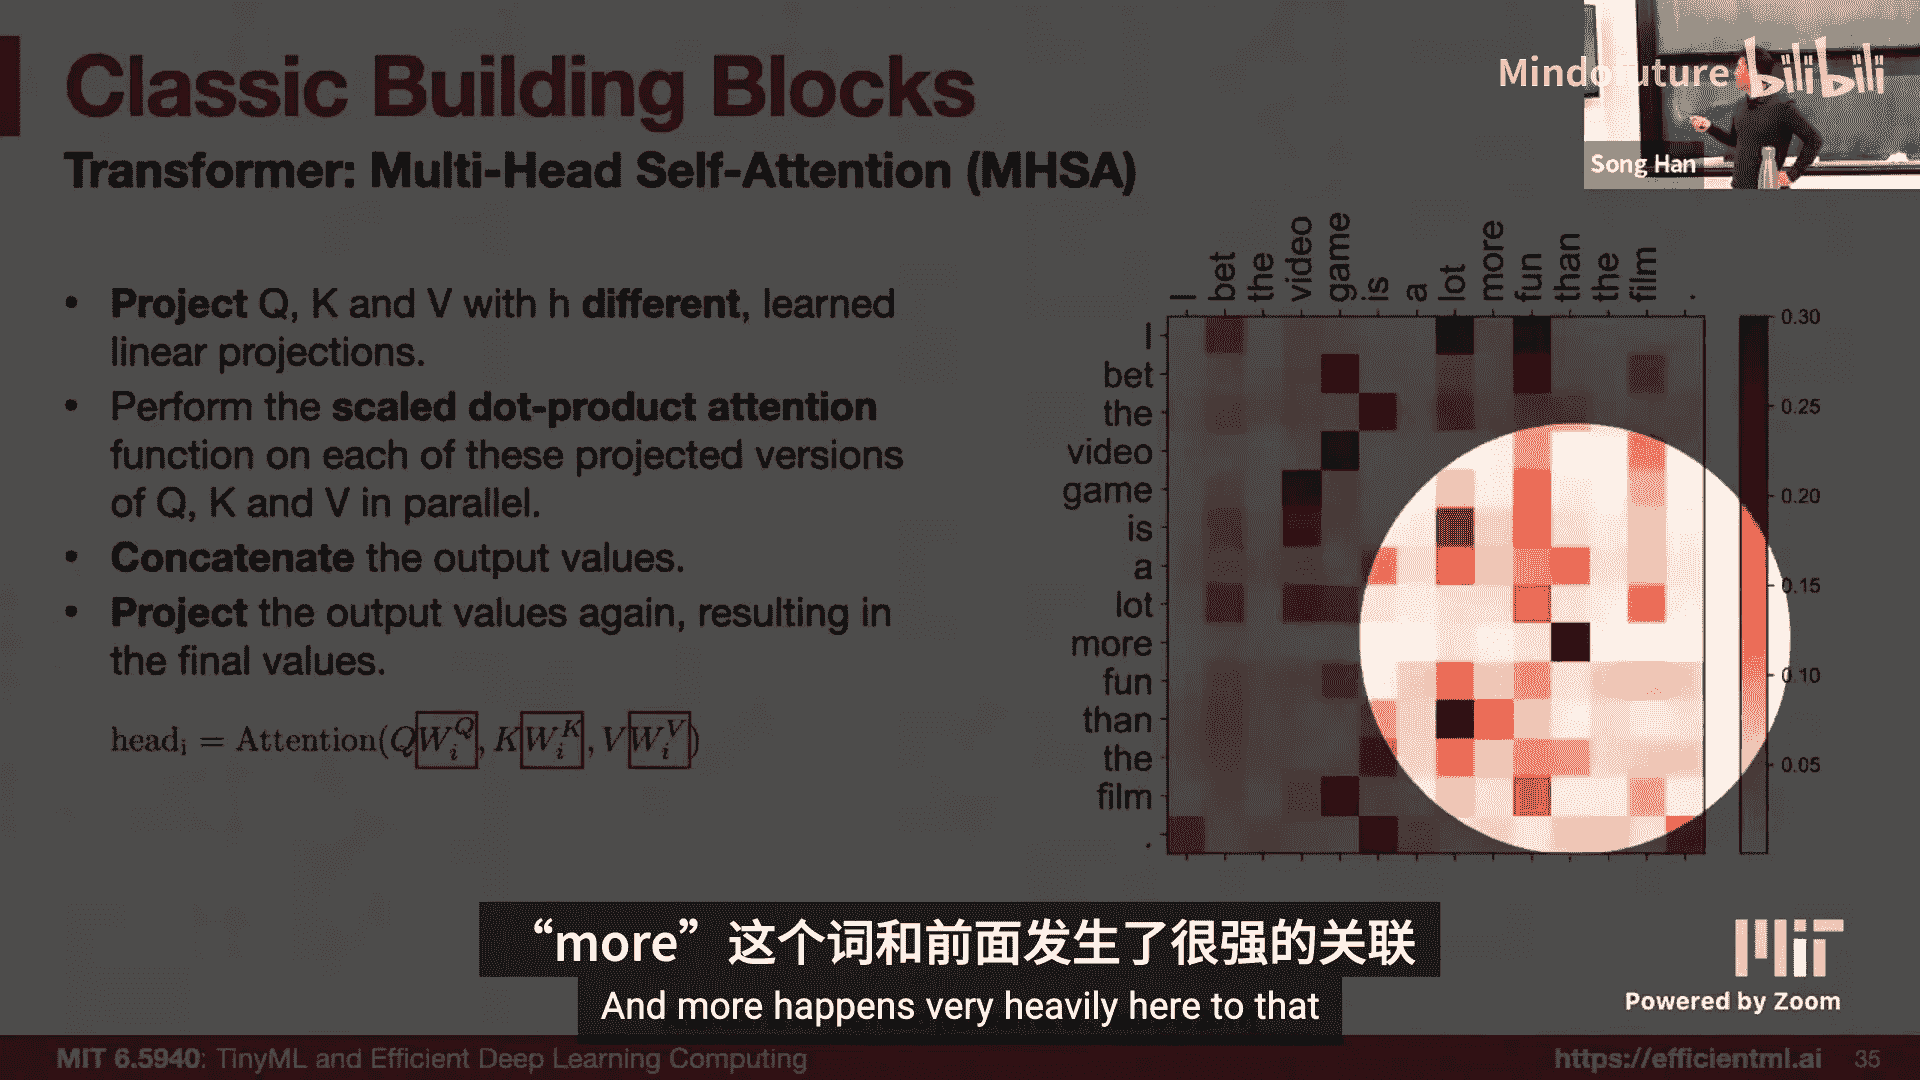 Classic Building Blocks
Transformer: Multi-Head Self-Attention (MHSA)
bilibili
Song Han
• Project Q, K and V with h different, learned
linear projections.
• Perform the scaled dot-product attention
function on each of these projected versions
of Q, K and V in parallel.
• Concatenate the output values.
• Project the output values again, resulting in
the final values.
headᵢ = Attention(QWᵢ^Q, KWᵢ^K, VWᵢ^V)
I bet the video game is a lot more fun than the film .
I
bet
the
video
game
is
a
lot
more
fun
than
the
film
.
0.30
0.25
0.20
0.15
0.10
0.05
“more”这个词和前面发生了很强的关联
And more happens very heavily here to that
MIT
Powered by Zoom
MIT 6.5940: TinyML and Efficient Deep Learning Computing
https://efficientml.ai
35